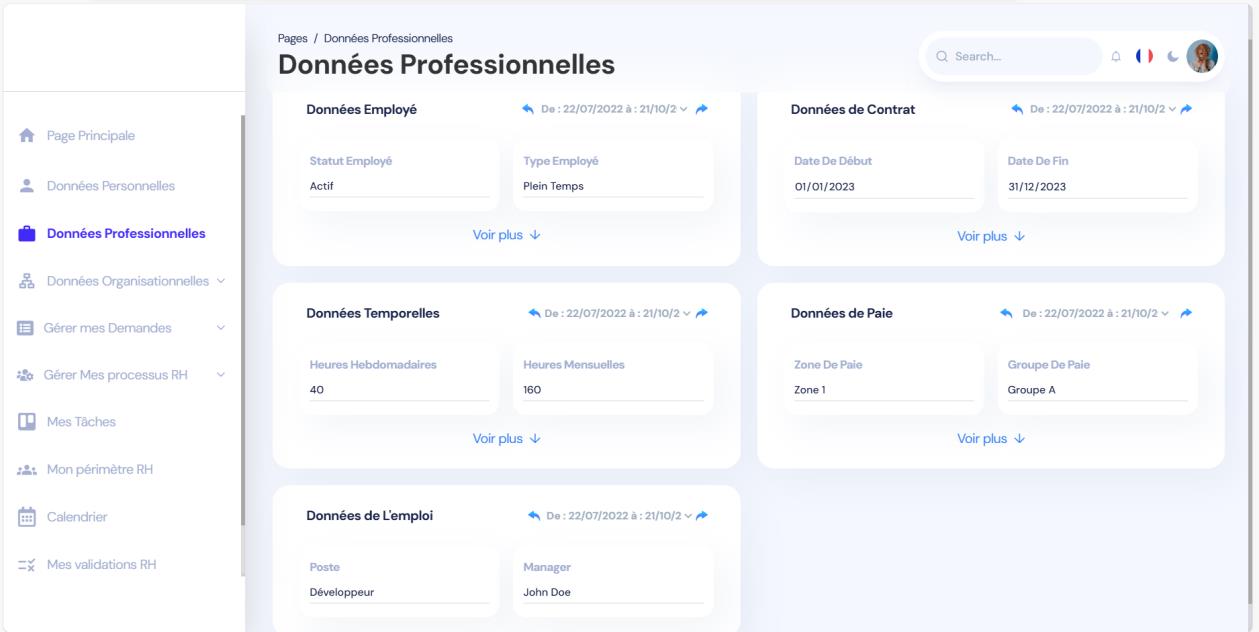 Pages / Données Professionnelles
Données Professionnelles
Search...
Page Principale
Données Personnelles
Données Professionnelles
Données Organisationnelles
Gérer mes Demandes
Gérer Mes processus RH
Mes Tâches
Mon périmètre RH
Calendrier
Mes validations RH
Données Employé
De : 22/07/2022 à : 21/10/2
Statut Employé
Actif
Type Employé
Plein Temps
Voir plus
Données de Contrat
De : 22/07/2022 à : 21/10/2
Date De Début
01/01/2023
Date De Fin
31/12/2023
Voir plus
Données Temporelles
De : 22/07/2022 à : 21/10/2
Heures Hebdomadaires
40
Heures Mensuelles
160
Voir plus
Données de Paie
De : 22/07/2022 à : 21/10/2
Zone De Paie
Zone 1
Groupe De Paie
Groupe A
Voir plus
Données de L'emploi
De : 22/07/2022 à : 21/10/2
Poste
Développeur
Manager
John Doe